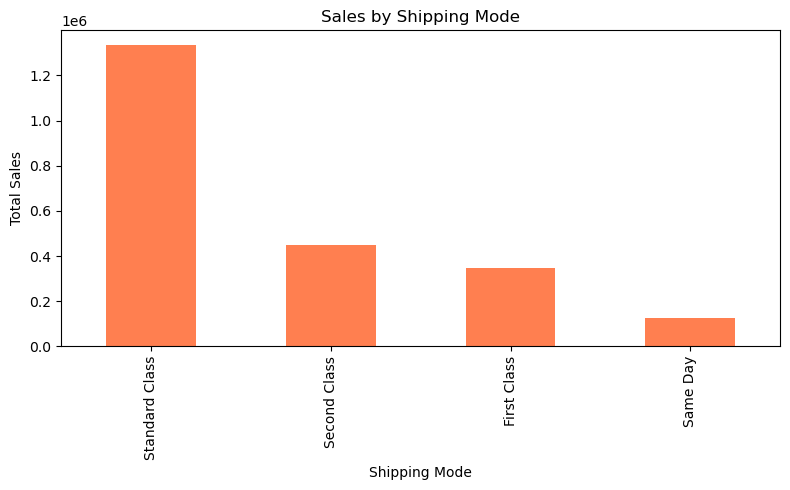 Sales by Shipping Mode
1e6
1.2
1.0
0.8
0.6
0.4
0.2
0.0
Total Sales
Standard Class
Second Class
First Class
Same Day
Shipping Mode